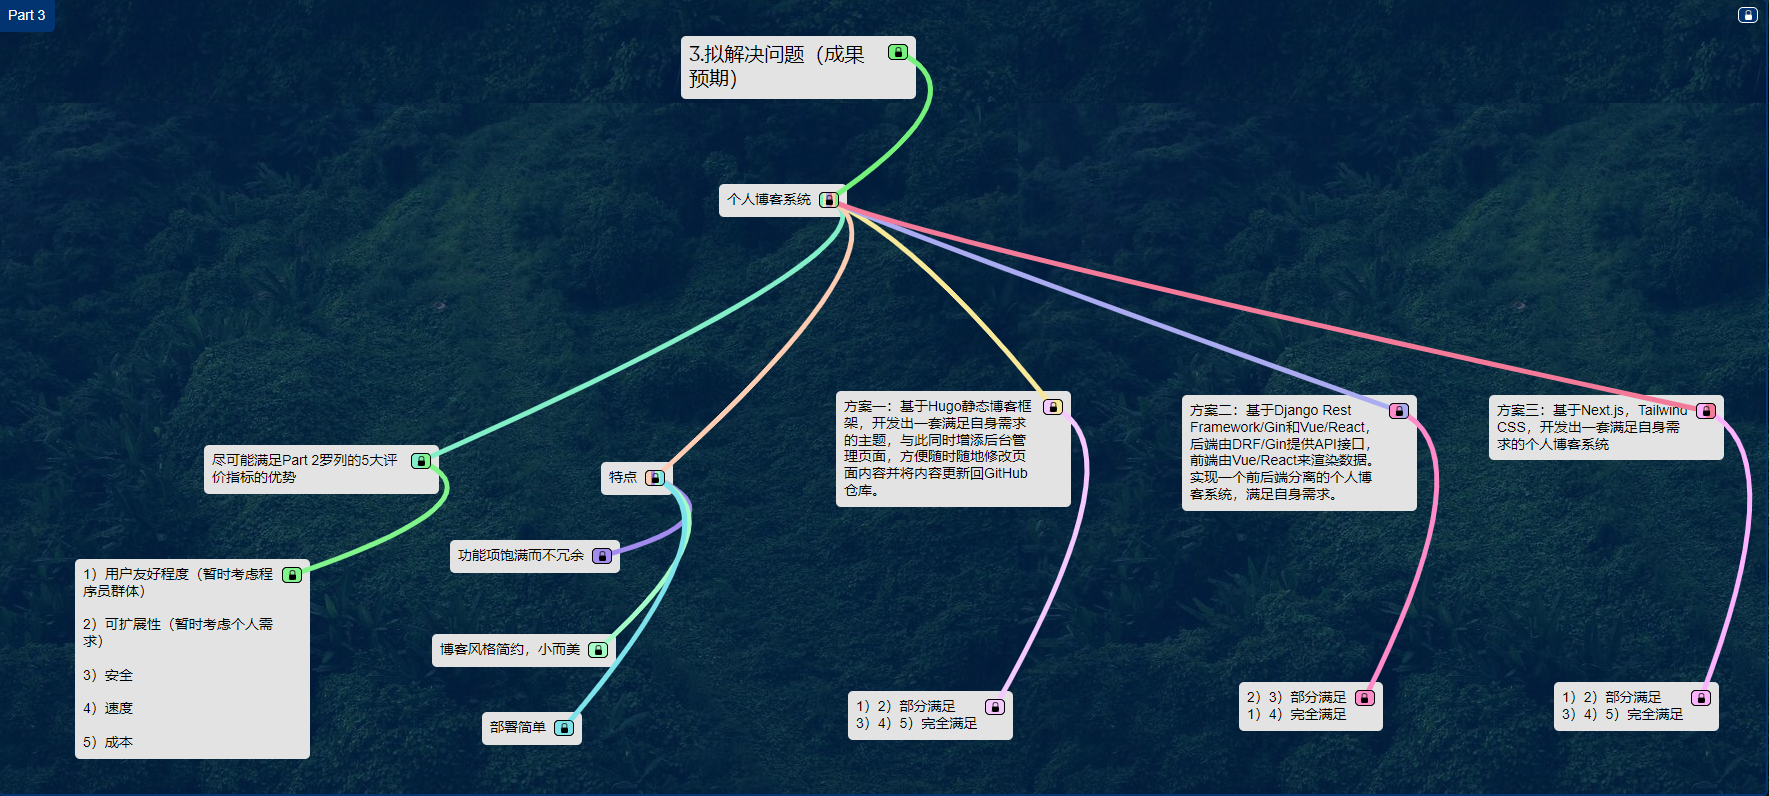 Part 3
3.拟解决问题（成果
预期）
个人博客系统
尽可能满足Part 2罗列的5大评
价指标的优势
1）用户友好程度（暂时考虑程
序员群体）
2）可扩展性（暂时考虑个人需
求）
3）安全
4）速度
5）成本
特点
功能项饱满而不冗余
博客风格简约，小而美
部署简单
方案一：基于Hugo静态博客框
架，开发出一套满足自身需求
的主题，与此同时增添后台管
理页面，方便随时随地修改页
面内容并将内容更新回GitHub
仓库。
1）2）部分满足
3）4）5）完全满足
方案二：基于Django Rest
Framework/Gin和Vue/React，
后端由DRF/Gin提供API接口，
前端由Vue/React来渲染数据。
实现一个前后端分离的个人博
客系统，满足自身需求。
2）3）部分满足
1）4）完全满足
方案三：基于Next.js，Tailwind
CSS，开发出一套满足自身需
求的个人博客系统
1）2）部分满足
3）4）5）完全满足